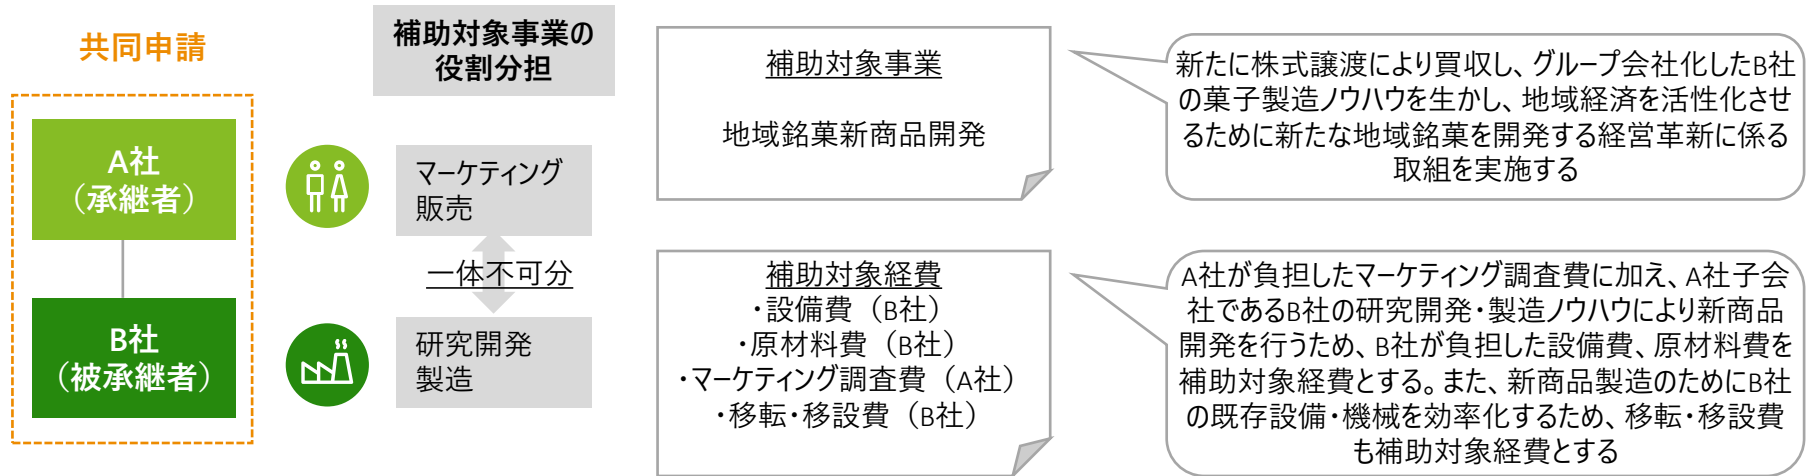 共同申請
A社
（承継者）
B社
（被承継者）
補助対象事業の
役割分担
マーケティング
販売
一体不可分
研究開発
製造
補助対象事業
地域銘菓新商品開発
新たに株式譲渡により買収し、グループ会社化したB社
の菓子製造ノウハウを生かし、地域経済を活性化させ
るために新たな地域銘菓を開発する経営革新に係る
取組を実施する
補助対象経費
・設備費（B社）
・原材料費（B社）
・マーケティング調査費（A社）
・移転・移設費（B社）
A社が負担したマーケティング調査費に加え、A社子会
社であるB社の研究開発・製造ノウハウにより新商品
開発を行うため、B社が負担した設備費、原材料費を
補助対象経費とする。また、新商品製造のためにB社
の既存設備・機械を効率化するため、移転・移設費
も補助対象経費とする